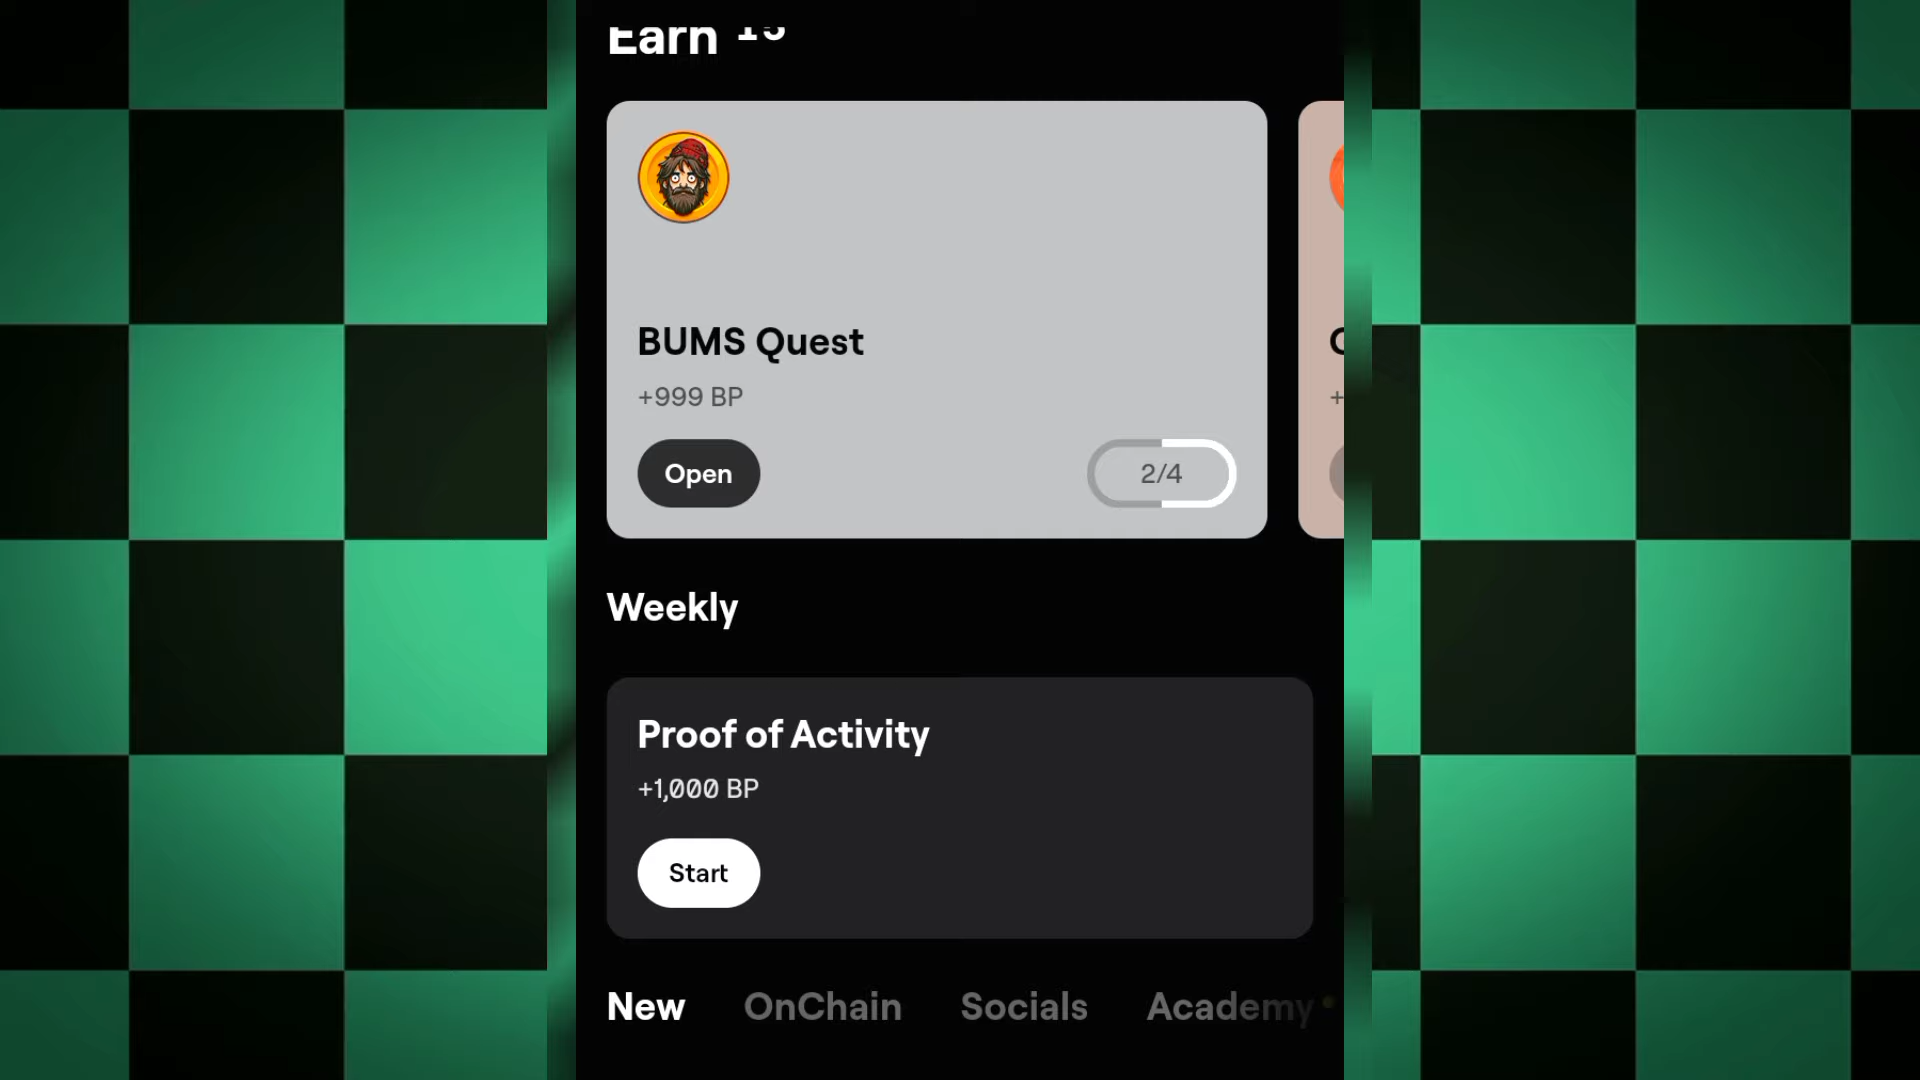 Earn
BUMS Quest
+999 BP
Open
2/4
Weekly
Proof of Activity
+1,000 BP
Start
New OnChain Socials Academy